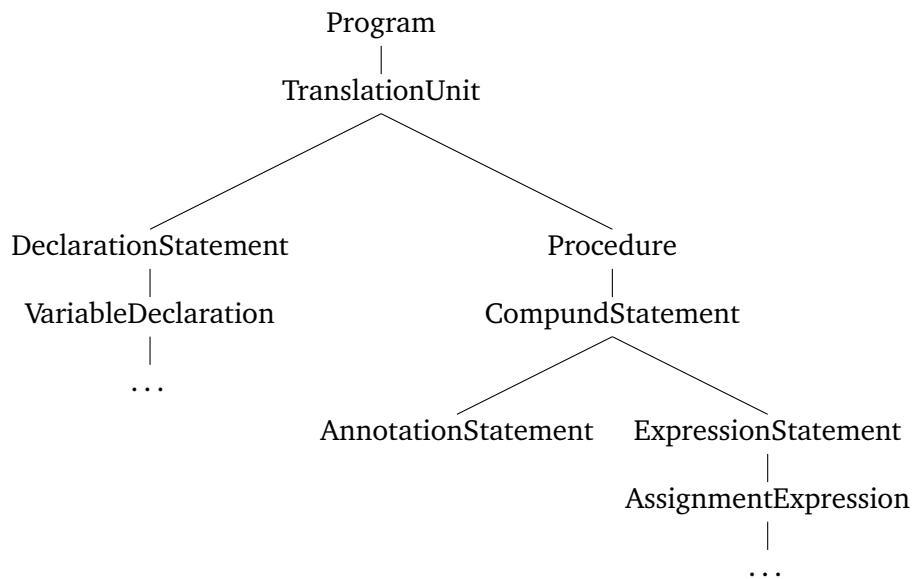 Program
TranslationUnit
DeclarationStatement
Procedure
VariableDeclaration
CompundStatement
...
AnnotationStatement
ExpressionStatement
AssignmentExpression
...